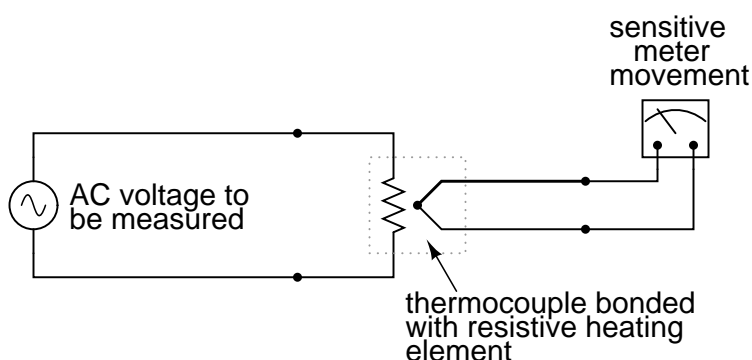 sensitive
meter
movement
AC voltage to
be measured
thermocouple bonded
with resistive heating
element